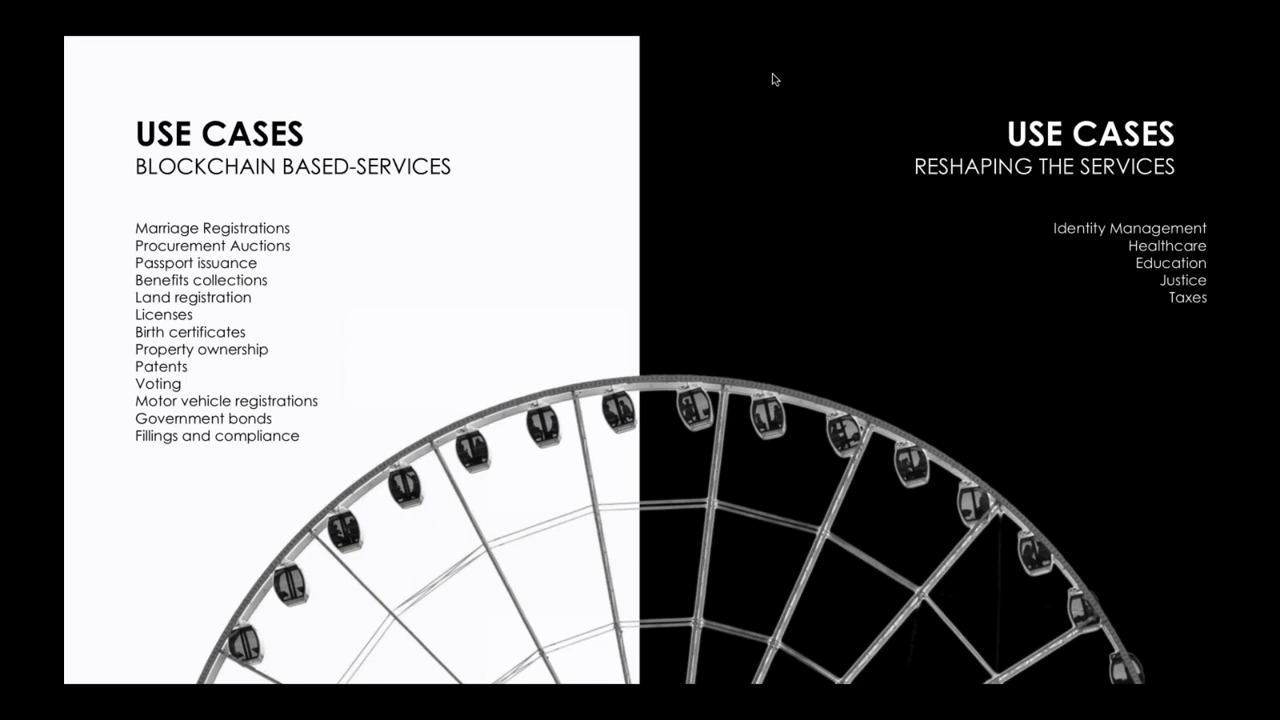 USE CASES
BLOCKCHAIN BASED-SERVICES
Marriage Registrations
Procurement Auctions
Passport issuance
Benefits collections
Land registration
Licenses
Birth certificates
Property ownership
Patents
Voting
Motor vehicle registrations
Government bonds
Fillings and compliance
USE CASES
RESHAPING THE SERVICES
Identity Management
Healthcare
Education
Justice
Taxes